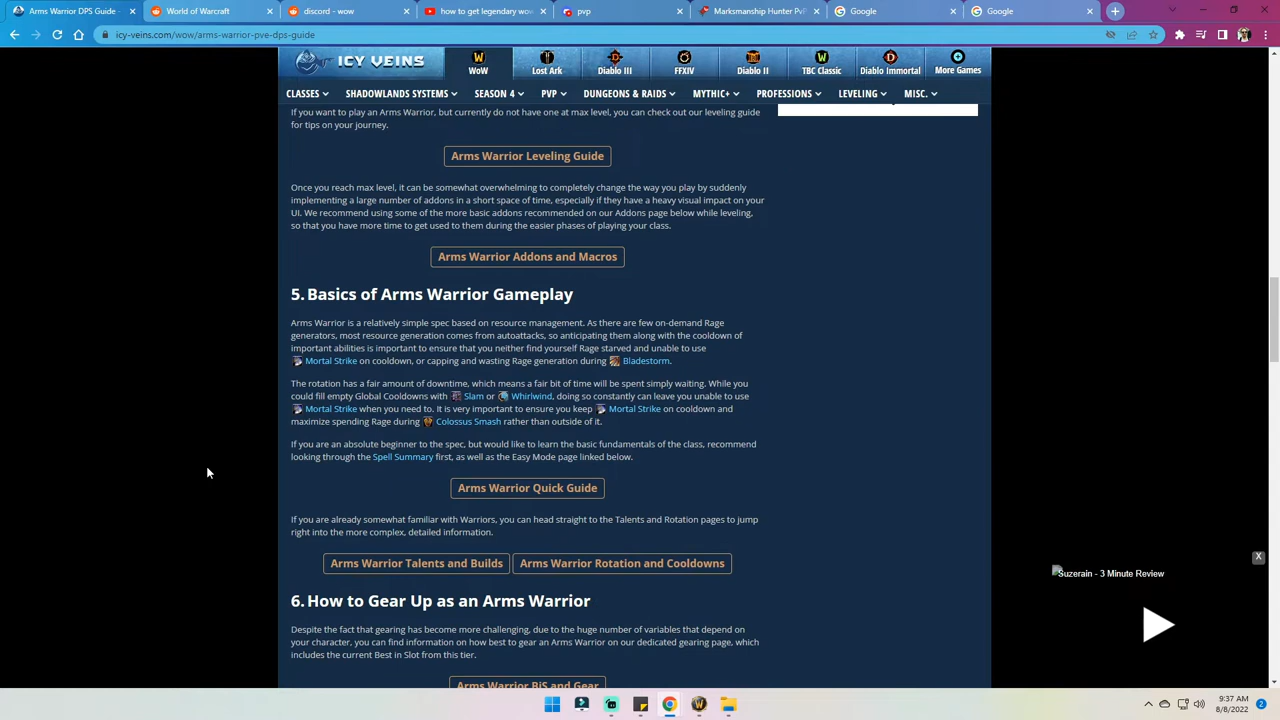 Arms Warrior DPS Guide
World of Warcraft
discord - wow
how to get legendary wow
pvp
Marksmanship Hunter PvP
Google
Google
icy-veins.com/wow/arms-warrior-pve-dps-guide
ICY VEINS
WoW
Lost Ark
Diablo III
FFXIV
Diablo II
TBC Classic
Diablo Immortal
More Games
CLASSES
SHADOWLANDS SYSTEMS
SEASON 4
PVP
DUNGEONS & RAIDS
MYTHIC+
PROFESSIONS
LEVELING
MISC.
If you want to play an Arms Warrior, but currently do not have one at max level, you can check out our leveling guide
for tips on your journey.
Arms Warrior Leveling Guide
Once you reach max level, it can be somewhat overwhelming to completely change the way you play by suddenly
implementing a large number of addons in a short space of time, especially if they have a heavy visual impact on your
UI. We recommend using some of the more basic addons recommended on our Addons page below while leveling,
so that you have more time to get used to them during the easier phases of playing your class.
Arms Warrior Addons and Macros
5. Basics of Arms Warrior Gameplay
Arms Warrior is a relatively simple spec based on resource management. As there are few on-demand Rage
generators, most resource generation comes from autoattacks, so anticipating them along with the cooldown of
important abilities is important to ensure that you neither find yourself Rage starved and unable to use
Mortal Strike on cooldown, or capping and wasting Rage generation during Bladestorm.
The rotation has a fair amount of downtime, which means a fair bit of time will be spent simply waiting. While you
could fill empty Global Cooldowns with Slam or Whirlwind, doing so constantly can leave you unable to use
Mortal Strike when you need to. It is very important to ensure you keep Mortal Strike on cooldown and
maximize spending Rage during Colossus Smash rather than outside of it.
If you are an absolute beginner to the spec, but would like to learn the basic fundamentals of the class, recommend
looking through the Spell Summary first, as well as the Easy Mode page linked below.
Arms Warrior Quick Guide
If you are already somewhat familiar with Warriors, you can head straight to the Talents and Rotation pages to jump
right into the more complex, detailed information.
Arms Warrior Talents and Builds
Arms Warrior Rotation and Cooldowns
6. How to Gear Up as an Arms Warrior
Despite the fact that gearing has become more challenging, due to the huge number of variables that depend on
your character, you can find information on how best to gear an Arms Warrior on our dedicated gearing page, which
includes the current Best in Slot from this tier.
Arms Warrior BiS and Gear
X
Suzerain - 3 Minute Review
9:37 AM
8/8/2022
2